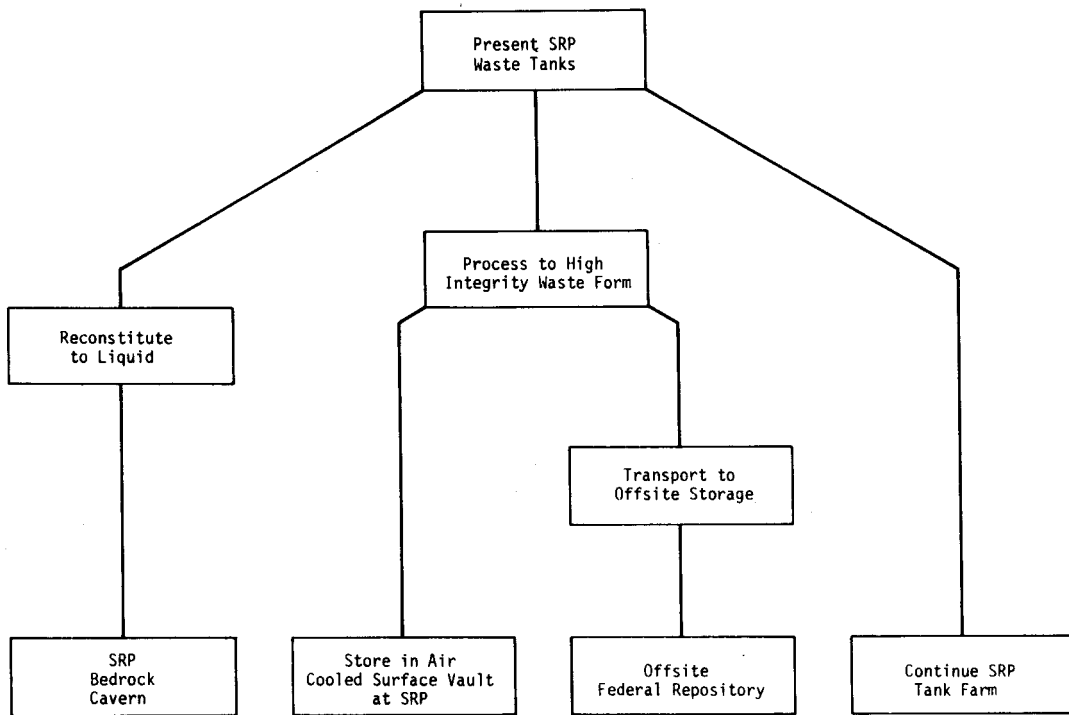 Present SRP
Waste Tanks
Process to High
Integrity Waste Form
Reconstitute
to Liquid
Transport to
Offsite Storage
SRP
Bedrock
Cavern
Store in Air
Cooled Surface Vault
at SRP
Offsite
Federal Repository
Continue SRP
Tank Farm